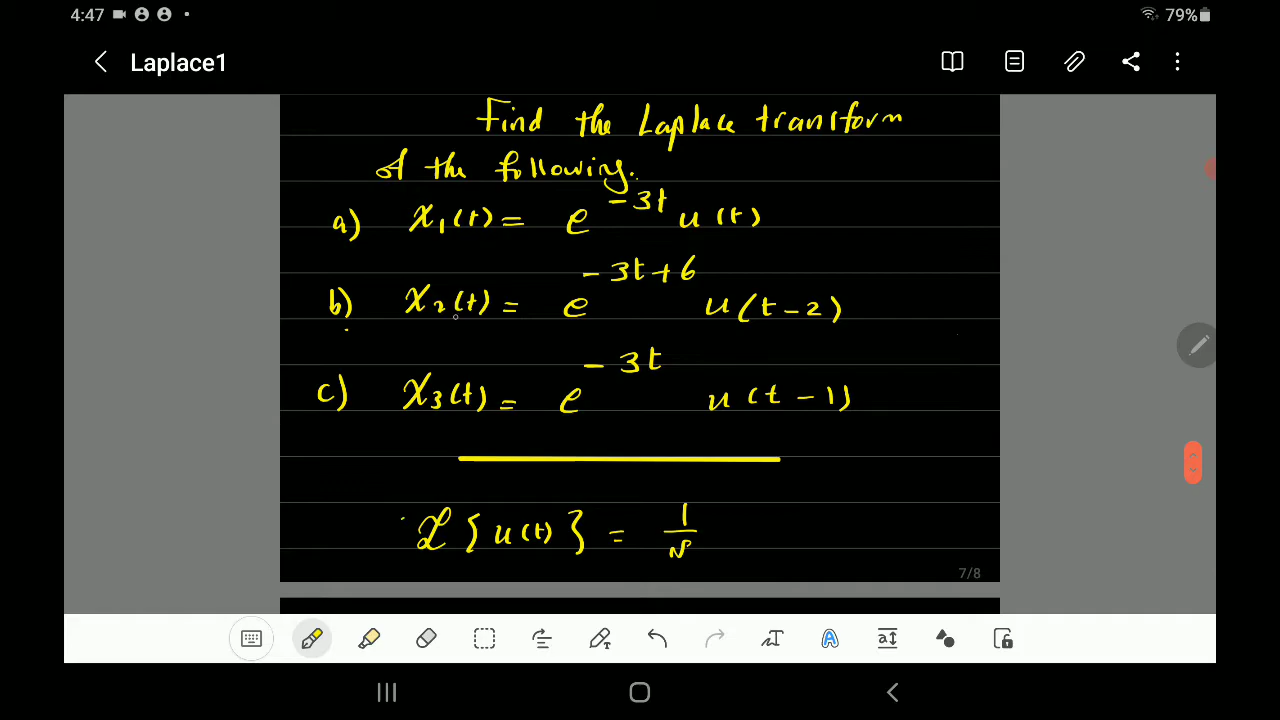 4:47 79%
Laplace1
Find the Laplace transform
of the following.
a) x₁(t) = e^{-3t} u(t)
b) x₂(t) = e^{-3t+6} u(t-2)
c) x₃(t) = e^{-3t} u(t-1)
ℒ{u(t)} = 1/s
7/8